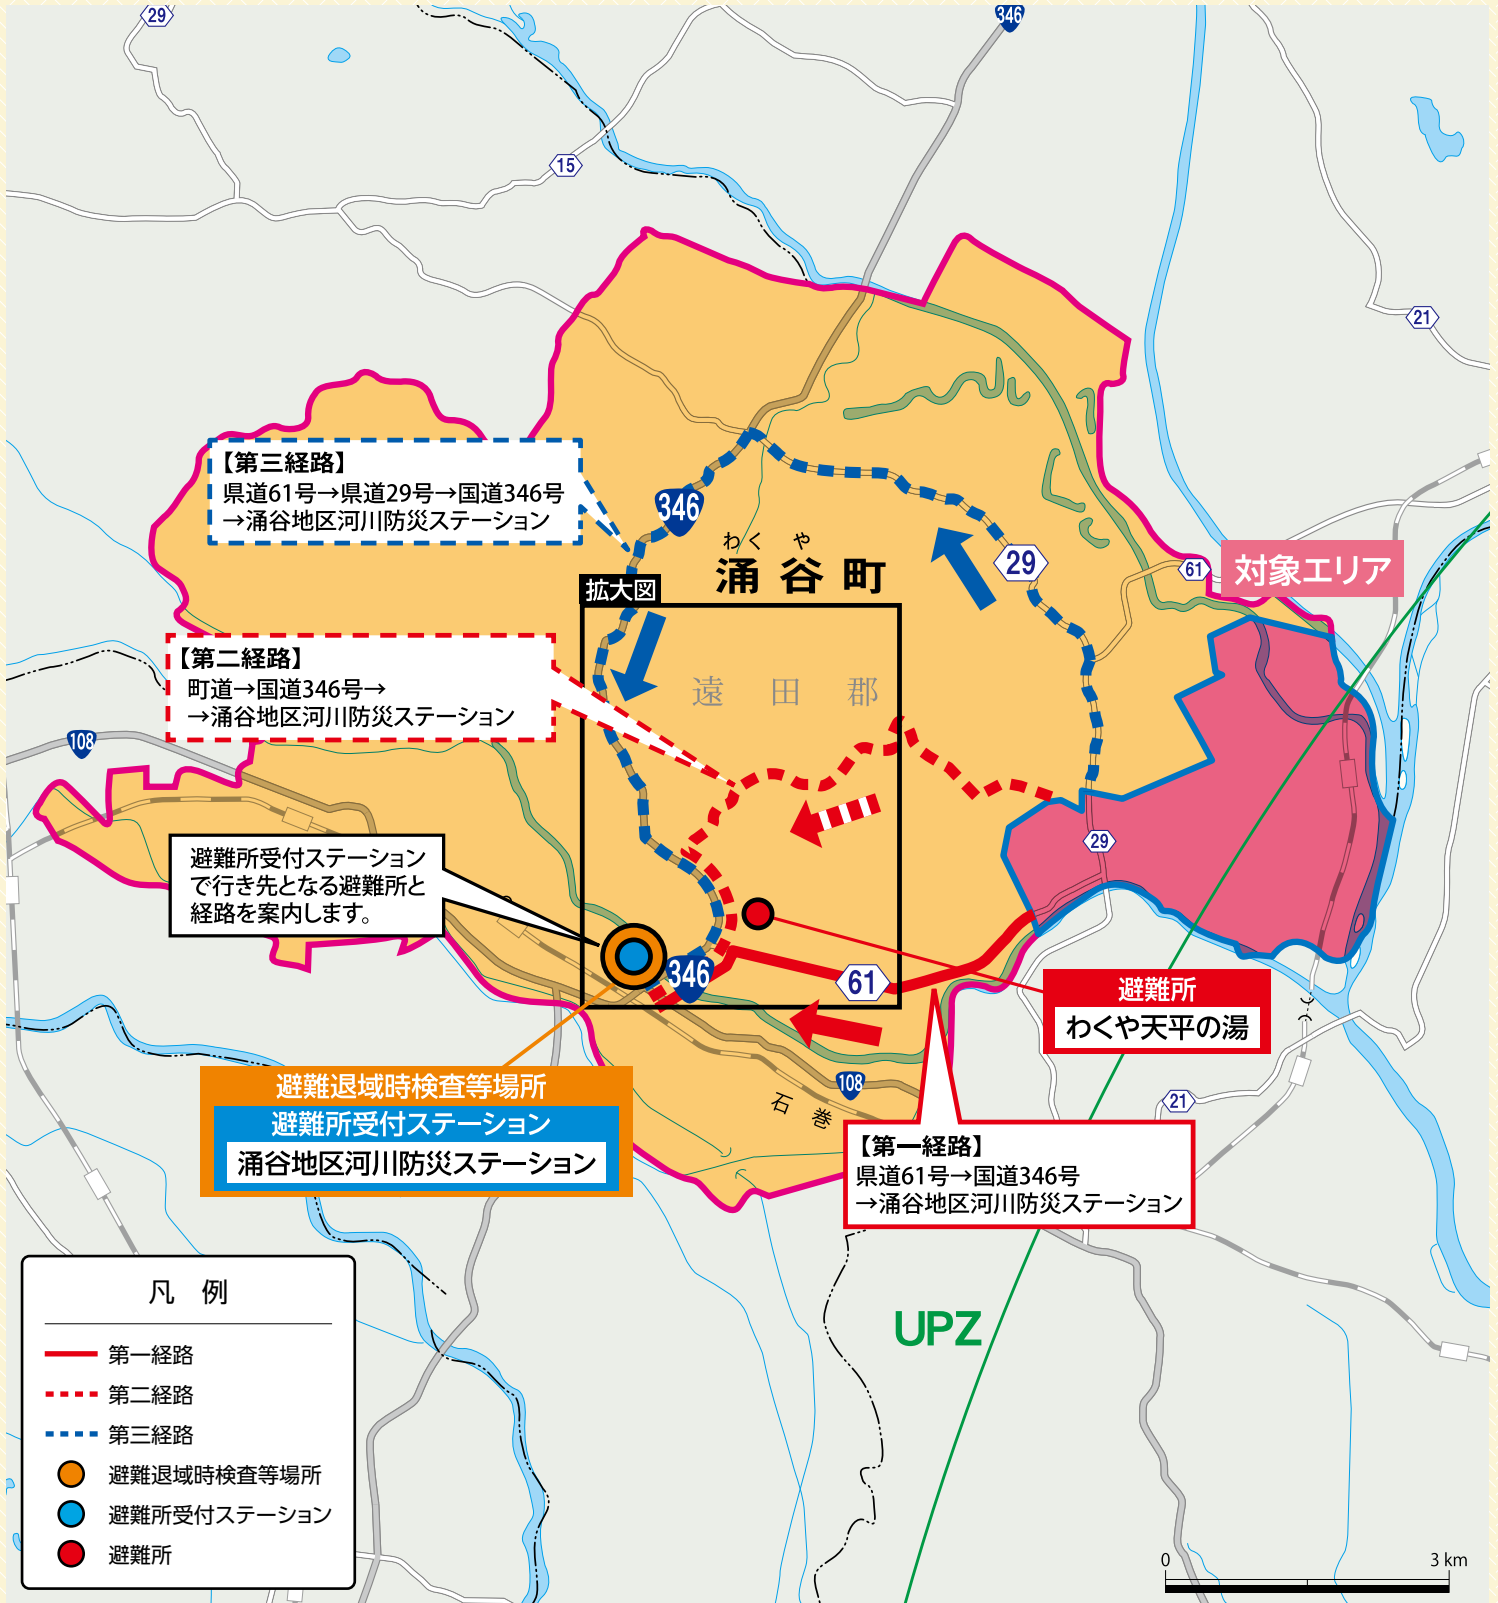 29
346
15
21
【第三経路】
県道61号→県道29号→国道346号
→涌谷地区河川防災ステーション
346
わくや
涌谷町
29
61
対象エリア
拡大図
【第二経路】
町道→国道346号→
→涌谷地区河川防災ステーション
遠田郡
108
29
避難所受付ステーション
で行き先となる避難所と
経路を案内します。
346
61
避難所
わくや天平の湯
避難退域時検査等場所
避難所受付ステーション
涌谷地区河川防災ステーション
108
石巻
21
【第一経路】
県道61号→国道346号
→涌谷地区河川防災ステーション
UPZ
凡例
第一経路
第二経路
第三経路
避難退域時検査等場所
避難所受付ステーション
避難所
0
3 km